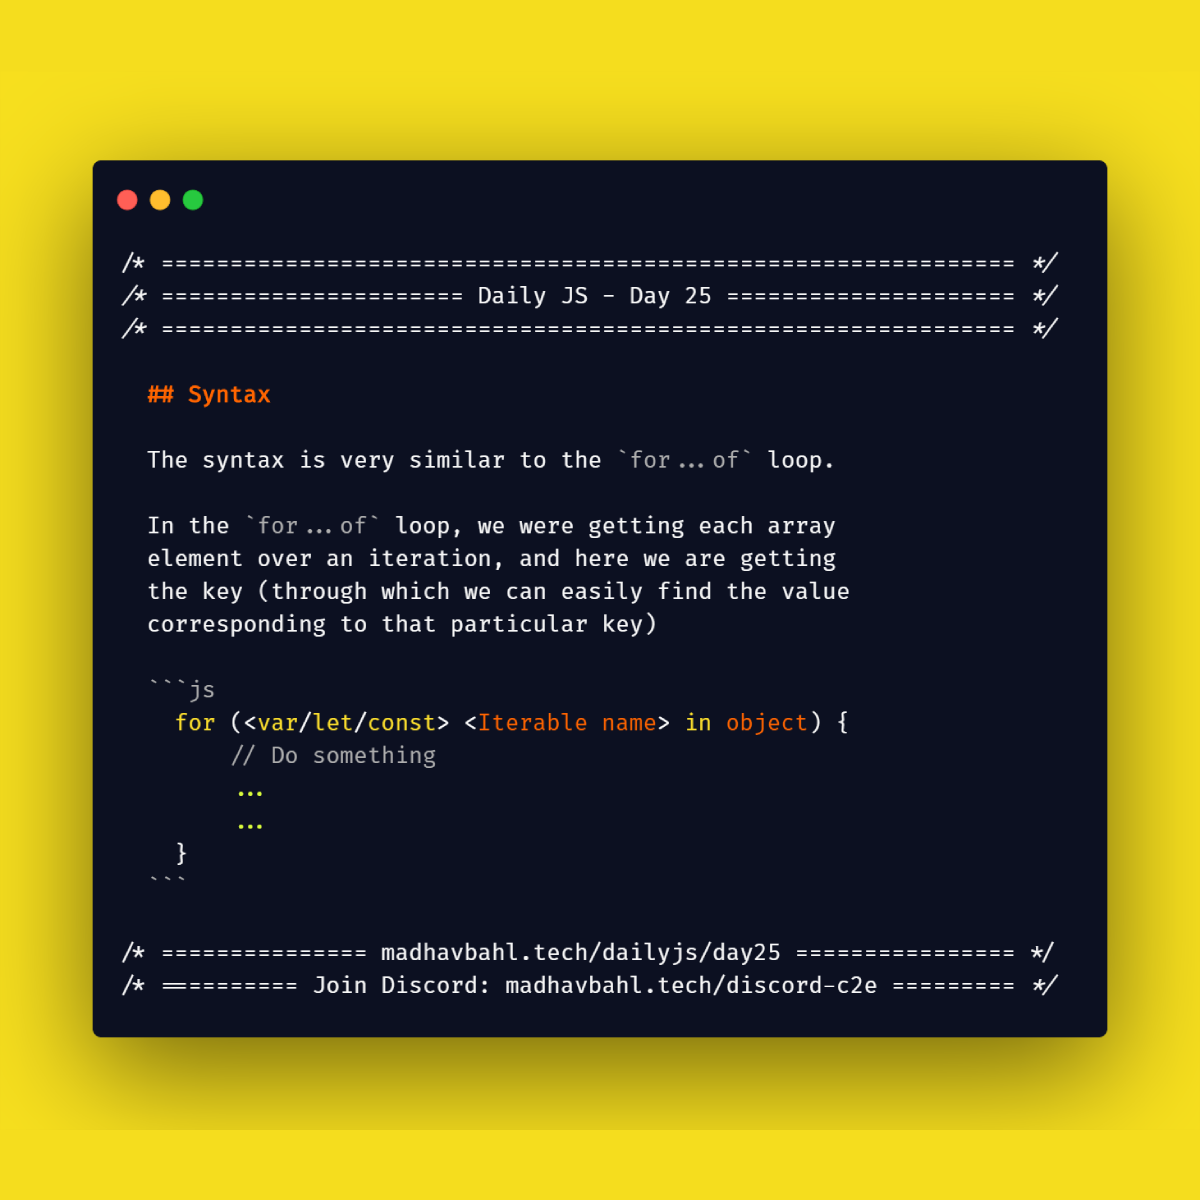 /* ============================================================== */
/* ====================== Daily JS - Day 25 ===================== */
/* ============================================================== */
## Syntax
The syntax is very similar to the `for...of` loop.
In the `for...of` loop, we were getting each array
element over an iteration, and here we are getting
the key (through which we can easily find the value
corresponding to that particular key)
```js
for (<var/let/const> <Iterable name> in object) {
// Do something
...
...
}
```
/* =============== madhavbahl.tech/dailyjs/day25 ================ */
/* ========== Join Discord: madhavbahl.tech/discord-c2e ========= */